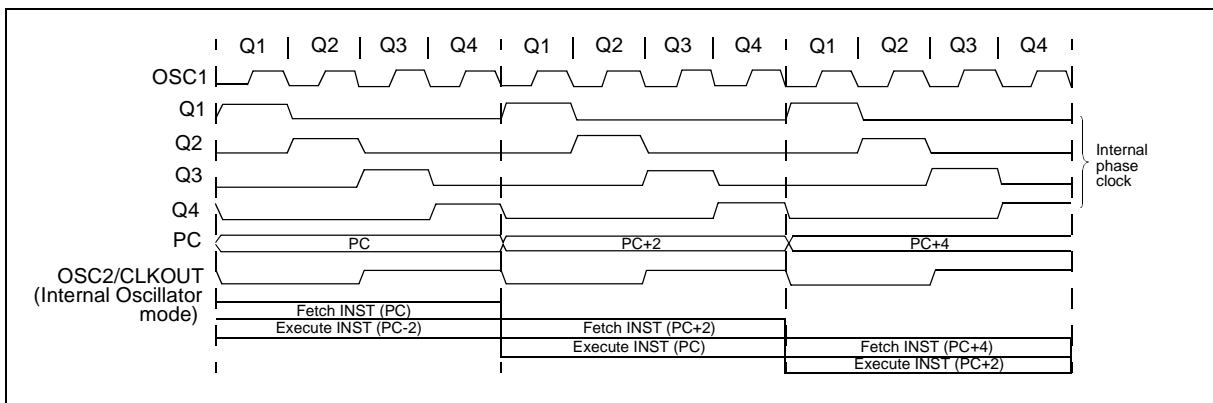 Q1 Q2 Q3 Q4 Q1 Q2 Q3 Q4 Q1 Q2 Q3 Q4
OSC1
Q1
Q2
Internal
phase
clock
Q3
Q4
PC PC PC+2 PC+4
OSC2/CLKOUT
(Internal Oscillator
mode)
Fetch INST (PC)
Execute INST (PC-2) Fetch INST (PC+2)
Execute INST (PC) Fetch INST (PC+4)
Execute INST (PC+2)